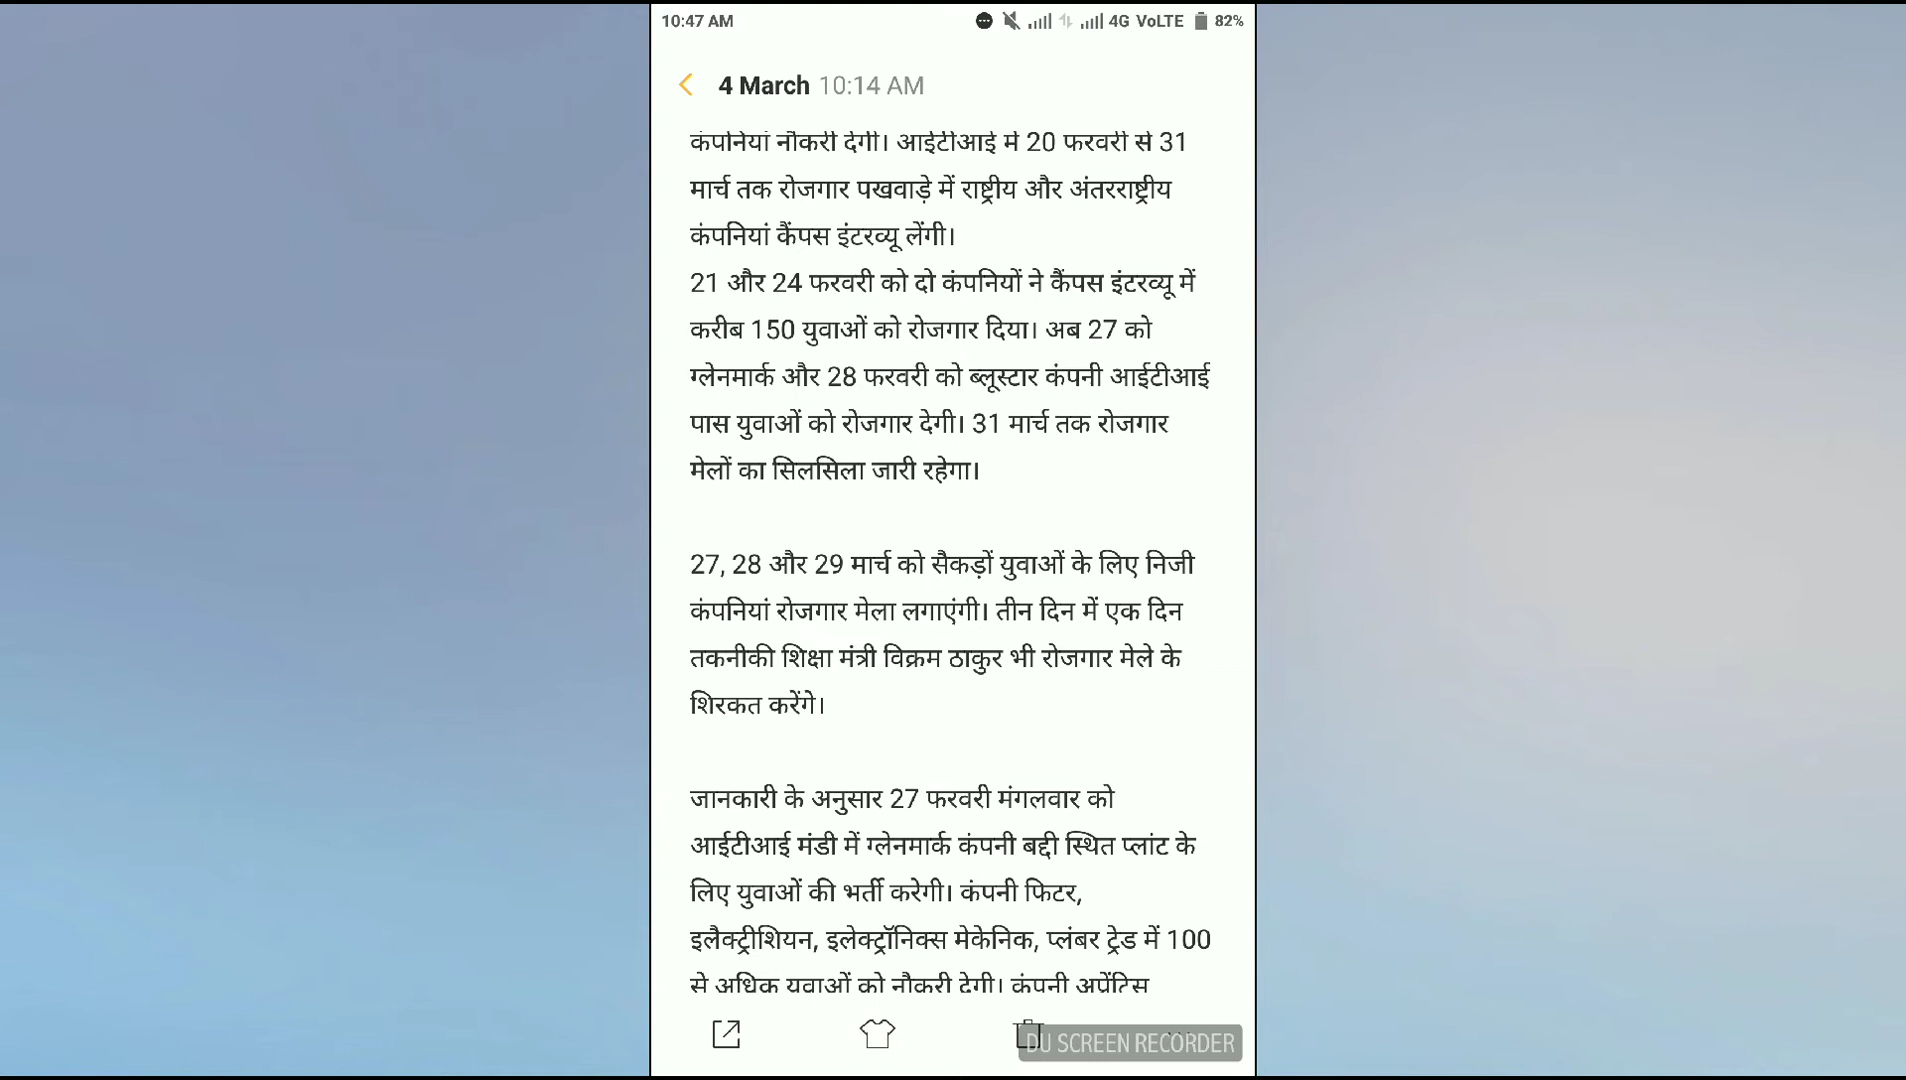 10:47 AM 4G VoLTE 82%
4 March 10:14 AM
कंपनियां नौकरी देंगी। आईटीआई में 20 फरवरी से 31
मार्च तक रोजगार पखवाड़े में राष्ट्रीय और अंतरराष्ट्रीय
कंपनियां कैंपस इंटरव्यू लेंगी।
21 और 24 फरवरी को दो कंपनियों ने कैंपस इंटरव्यू में
करीब 150 युवाओं को रोजगार दिया। अब 27 को
ग्लेनमार्क और 28 फरवरी को ब्लूस्टार कंपनी आईटीआई
पास युवाओं को रोजगार देगी। 31 मार्च तक रोजगार
मेलों का सिलसिला जारी रहेगा।
27, 28 और 29 मार्च को सैकड़ों युवाओं के लिए निजी
कंपनियां रोजगार मेला लगाएंगी। तीन दिन में एक दिन
तकनीकी शिक्षा मंत्री विक्रम ठाकुर भी रोजगार मेले के
शिरकत करेंगे।
जानकारी के अनुसार 27 फरवरी मंगलवार को
आईटीआई मंडी में ग्लेनमार्क कंपनी बद्दी स्थित प्लांट के
लिए युवाओं की भर्ती करेगी। कंपनी फिटर,
इलैक्ट्रीशियन, इलेक्ट्रॉनिक्स मेकेनिक, प्लंबर ट्रेड में 100
से अधिक युवाओं को नौकरी देगी। कंपनी अप्रेंटिस
DU SCREEN RECORDER